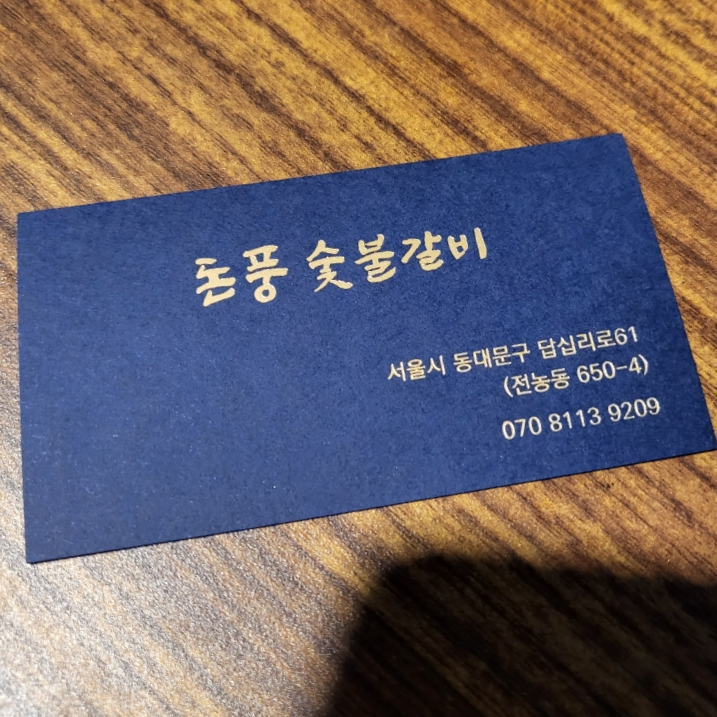 돈풍 숯불갈비
서울시 동대문구 답십리로61
(전농동 650-4)
070 8113 9209